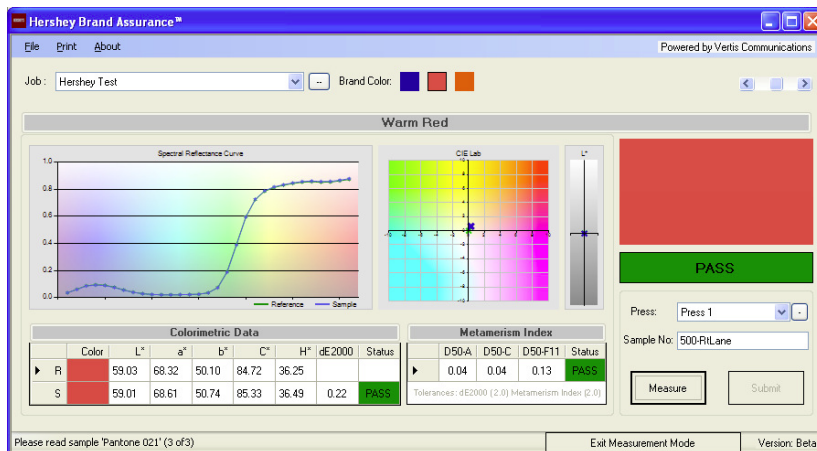 Hershey Brand Assurance™
File Print About Powered by Vertis Communications
Job : Hershey Test -- Brand Color:
Warm Red
Spectral Reflectance Curve
1.0
0.8
0.6
0.4
0.2
0.0
Reference Sample
CIE Lab
L*
PASS
Press: Press 1 -
Sample No: 500-RtLane
Measure Submit
Colorimetric Data
Color L* a* b* C* H* dE2000 Status
R 59.03 68.32 50.10 84.72 36.25
S 59.01 68.61 50.74 85.33 36.49 0.22 PASS
Metamerism Index
D50-A D50-C D50-F11 Status
0.04 0.04 0.13 PASS
Tolerances: dE2000 (2.0) Metamerism Index (2.0)
Please read sample 'Pantone 021' (3 of3) Exit Measurement Mode Version: Beta